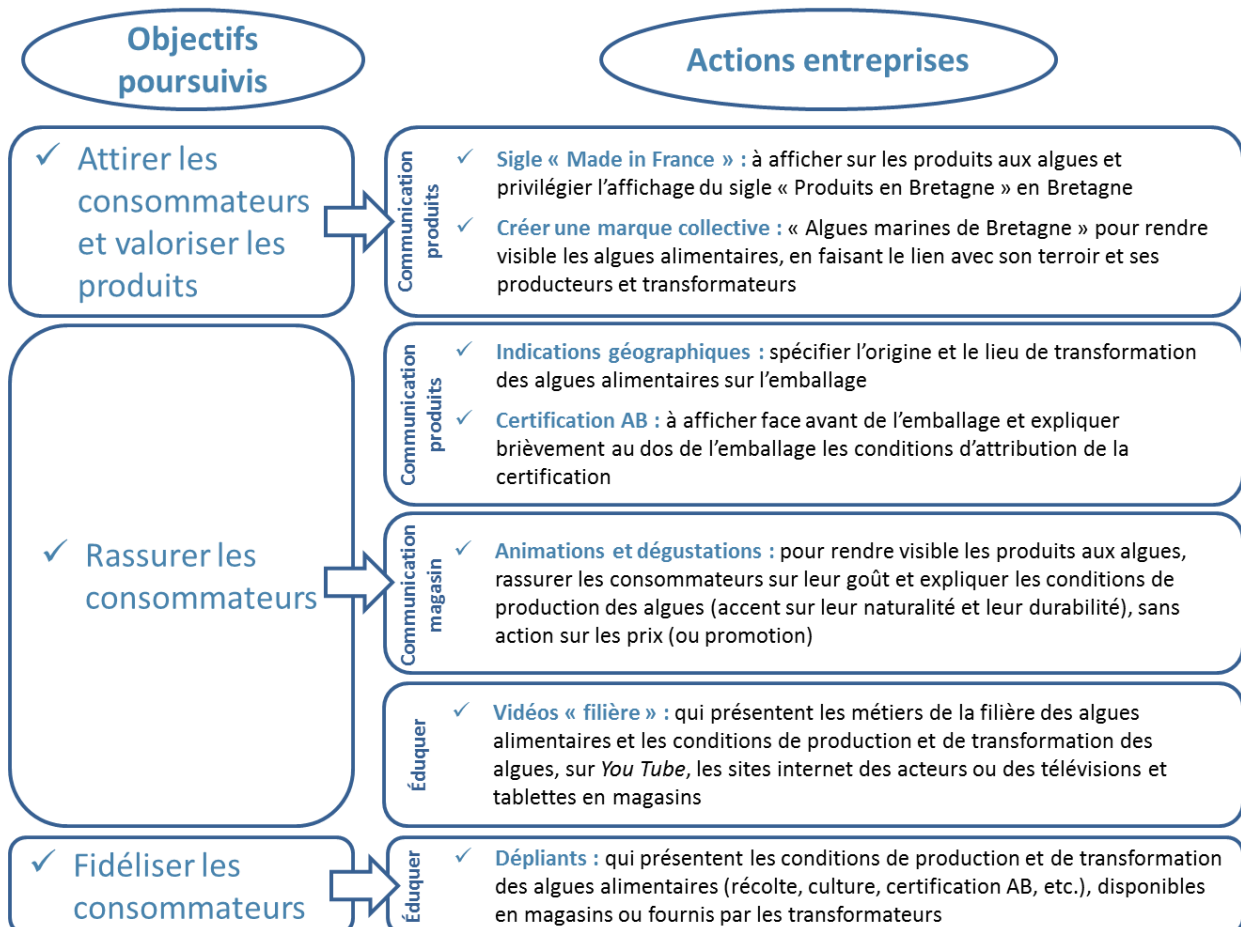 Objectifs
poursuivis
Actions entreprises
✓ Attirer les
consommateurs
et valoriser les
produits
Communication
produits
✓ Sigle « Made in France » : à afficher sur les produits aux algues et
privilégier l’affichage du sigle « Produits en Bretagne » en Bretagne
✓ Créer une marque collective : « Algues marines de Bretagne » pour rendre
visible les algues alimentaires, en faisant le lien avec son terroir et ses
producteurs et transformateurs
✓ Rassurer les
consommateurs
Communication
produits
✓ Indications géographiques : spécifier l’origine et le lieu de transformation
des algues alimentaires sur l’emballage
✓ Certification AB : à afficher face avant de l’emballage et expliquer
brièvement au dos de l’emballage les conditions d’attribution de la
certification
Communication
magasin
✓ Animations et dégustations : pour rendre visible les produits aux algues,
rassurer les consommateurs sur leur goût et expliquer les conditions de
production des algues (accent sur leur naturalité et leur durabilité), sans
action sur les prix (ou promotion)
Éduquer
✓ Vidéos « filière » : qui présentent les métiers de la filière des algues
alimentaires et les conditions de production et de transformation des
algues, sur You Tube, les sites internet des acteurs ou des télévisions et
tablettes en magasins
✓ Fidéliser les
consommateurs
Éduquer
✓ Dépliants : qui présentent les conditions de production et de transformation
des algues alimentaires (récolte, culture, certification AB, etc.), disponibles
en magasins ou fournis par les transformateurs